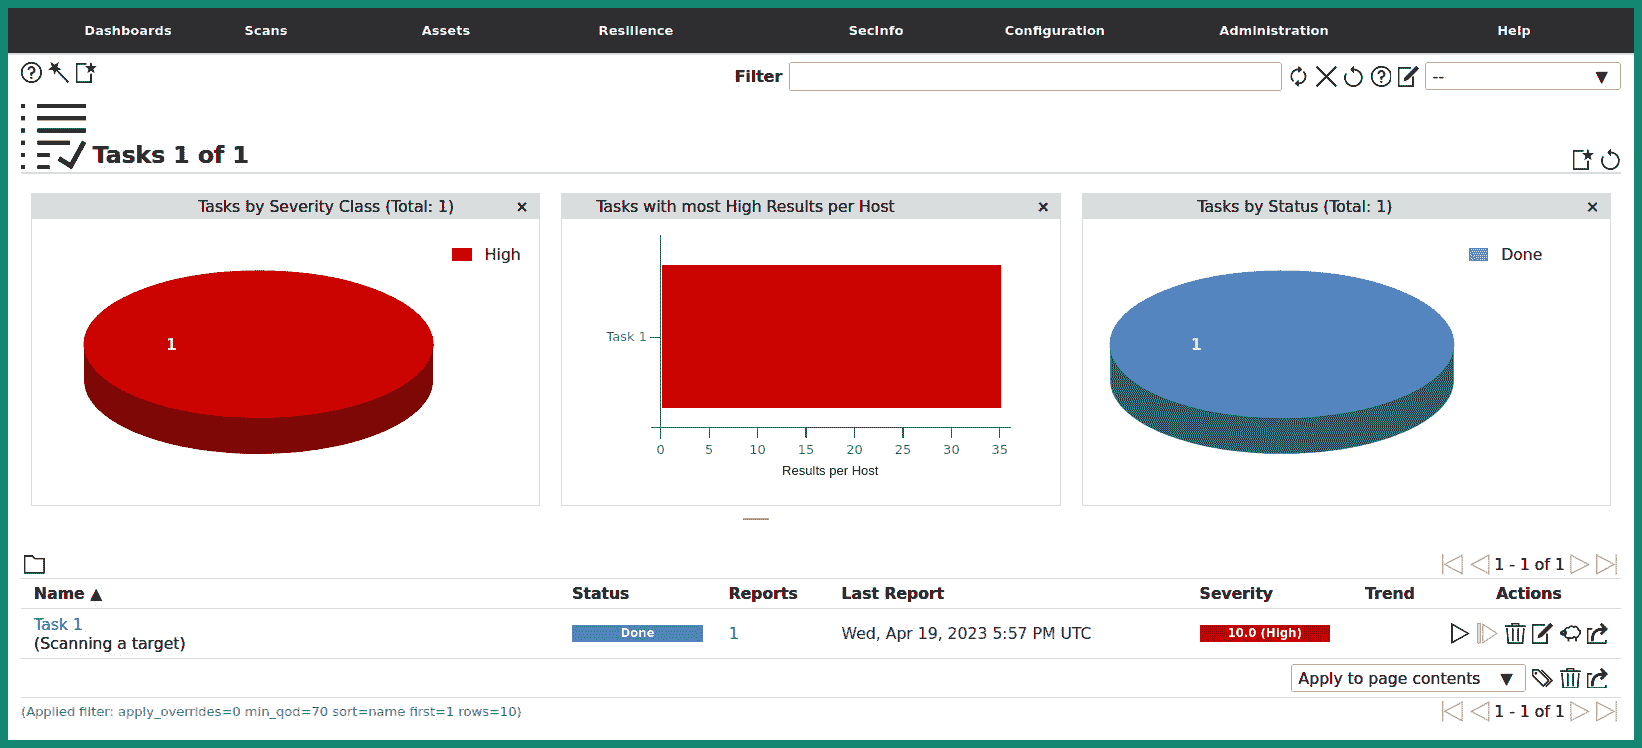 Dashboards Scans Assets Resilience SecInfo Configuration Administration Help
Filter --
Tasks 1 of 1
Tasks by Severity Class (Total: 1) Tasks with most High Results per Host Tasks by Status (Total: 1)
High Done
Task 1
1 1
0 5 10 15 20 25 30 35
Results per Host
1 - 1 of 1
Name Status Reports Last Report Severity Trend Actions
Task 1
(Scanning a target)
Done 1 Wed, Apr 19, 2023 5:57 PM UTC 10.0 (High)
Apply to page contents
(Applied filter: apply_overrides=0 min_qod=70 sort=name first=1 rows=10) 1 - 1 of 1